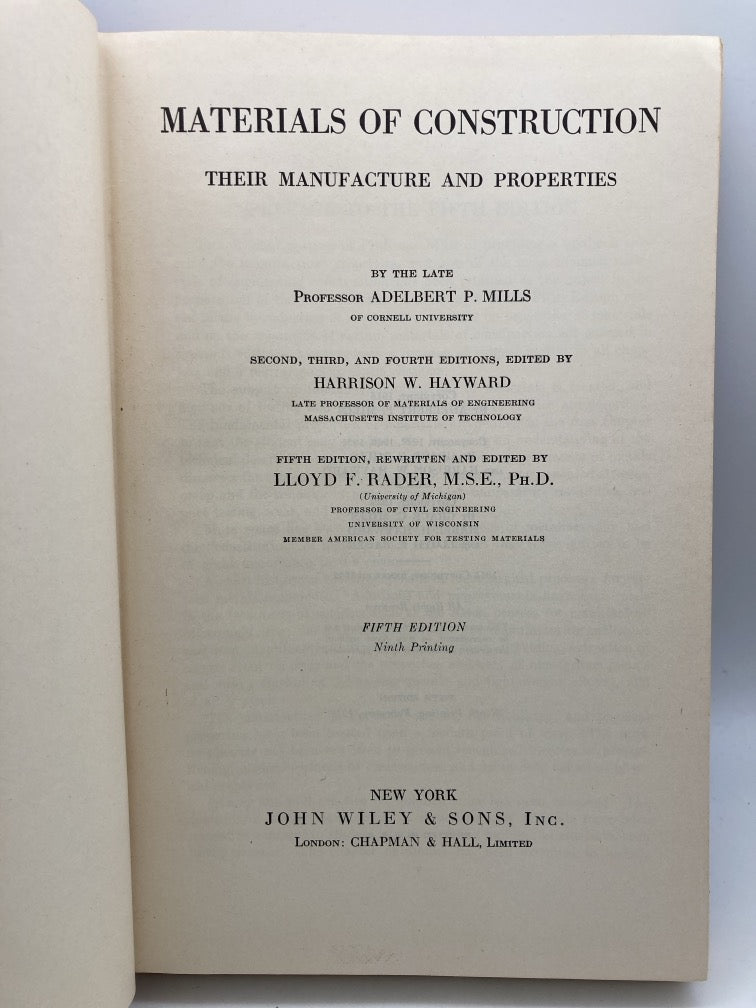 MATERIALS OF CONSTRUCTION
THEIR MANUFACTURE AND PROPERTIES
BY THE LATE
PROFESSOR ADELBERT P. MILLS
OF CORNELL UNIVERSITY
SECOND, THIRD, AND FOURTH EDITIONS, EDITED BY
HARRISON W. HAYWARD
LATE PROFESSOR OF MATERIALS OF ENGINEERING
MASSACHUSETTS INSTITUTE OF TECHNOLOGY
FIFTH EDITION, REWRITTEN AND EDITED BY
LLOYD F. RADER, M.S.E., PH.D.
(University of Michigan)
PROFESSOR OF CIVIL ENGINEERING
UNIVERSITY OF WISCONSIN
MEMBER AMERICAN SOCIETY FOR TESTING MATERIALS
FIFTH EDITION
Ninth Printing
NEW YORK
JOHN WILEY & SONS, INC.
LONDON: CHAPMAN & HALL, LIMITED